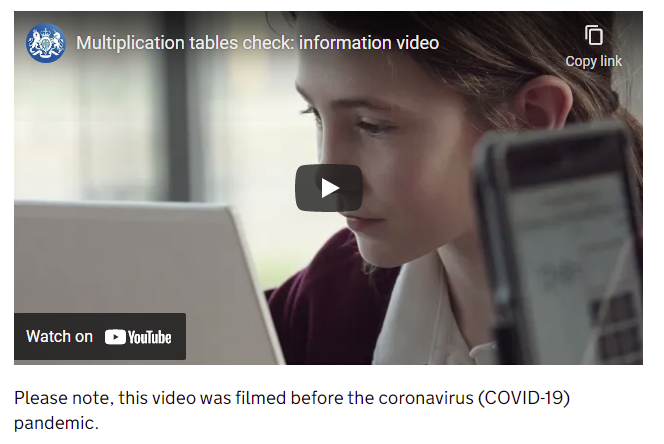 Multiplication tables check: information video
Copy link
Watch on YouTube
Please note, this video was filmed before the coronavirus (COVID-19)
pandemic.